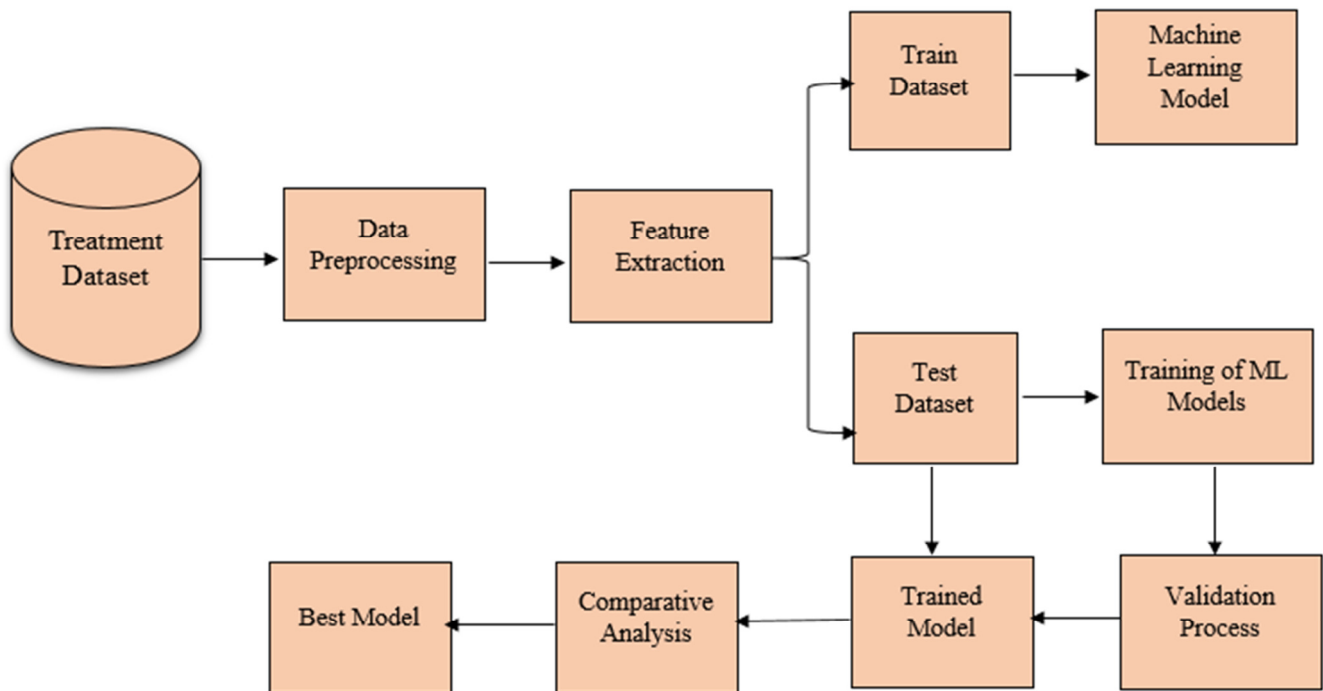 Treatment
Dataset
Data
Preprocessing
Feature
Extraction
Train
Dataset
Machine
Learning
Model
Test
Dataset
Training of ML
Models
Validation
Process
Trained
Model
Comparative
Analysis
Best Model